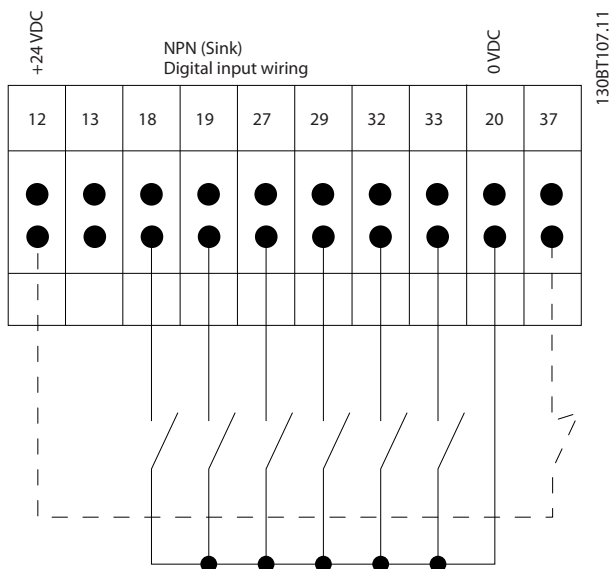 +24 VDC
NPN (Sink)
Digital input wiring
0 VDC
130BT107.11
12 13 18 19 27 29 32 33 20 37